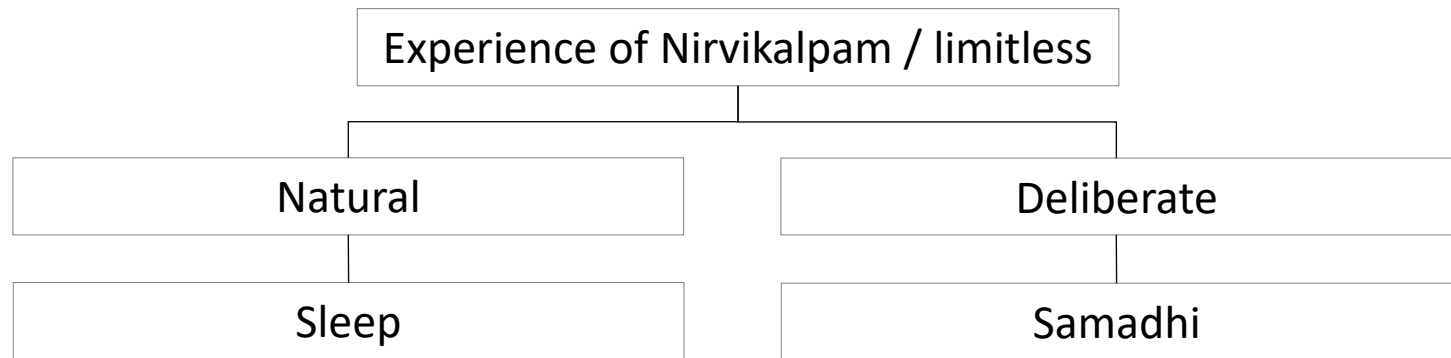 Experience of Nirvikalpam / limitless
Natural
Deliberate
Sleep
Samadhi